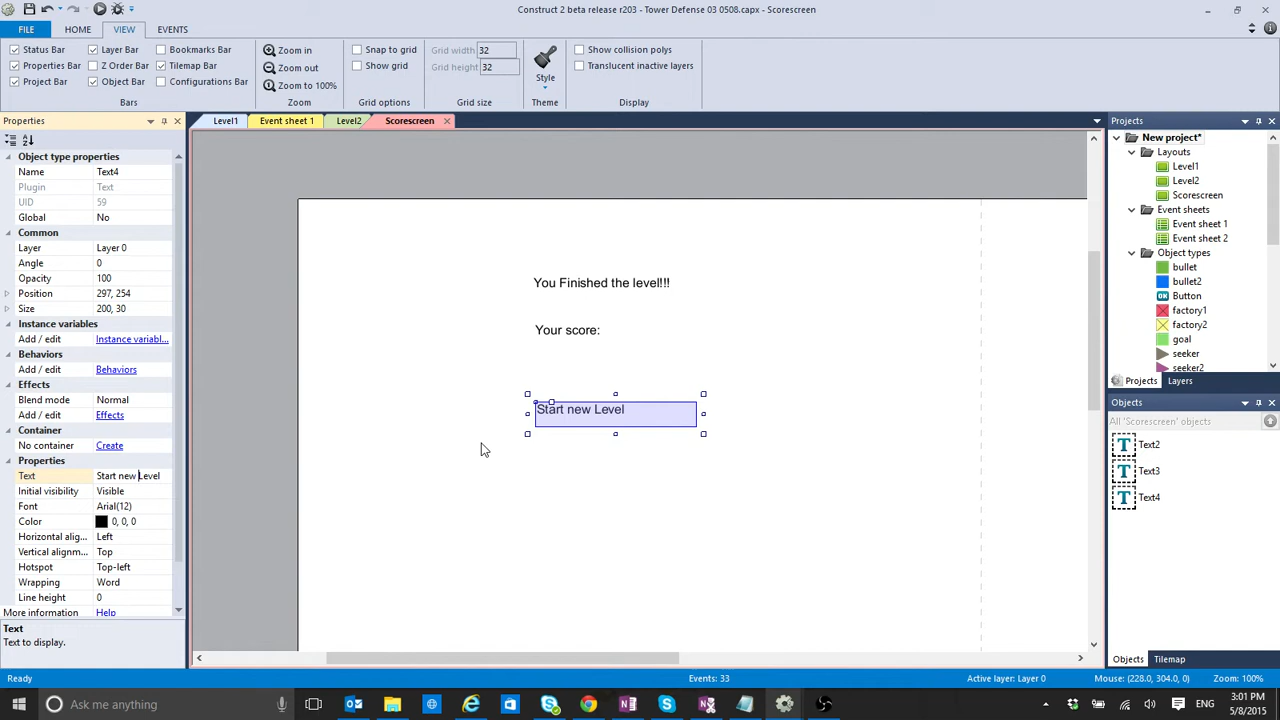 Construct 2 beta release r203 - Tower Defense 03 0508.capx - Scorescreen
FILE HOME VIEW EVENTS
Status Bar Layer Bar Bookmarks Bar Zoom in Snap to grid Grid width 32 Show collision polys
Properties Bar Z Order Bar Tilemap Bar Zoom out Show grid Grid height 32 Translucent inactive layers
Project Bar Object Bar Configurations Bar Zoom to 100% Style
Bars Zoom Grid options Grid size Theme Display
Properties
Level1 Event sheet 1 Level2 Scorescreen
Object type properties
Name Text4
Plugin Text
UID 59
Global No
Common
Layer Layer 0
Angle 0
Opacity 100
Position 297, 254
Size 200, 30
Instance variables
Add / edit Instance variabl...
Behaviors
Add / edit Behaviors
Effects
Blend mode Normal
Add / edit Effects
Container
No container Create
Properties
Text Start new Level
Initial visibility Visible
Font Arial(12)
Color 0, 0, 0
Horizontal alig... Left
Vertical alignm... Top
Hotspot Top-left
Wrapping Word
Line height 0
More information Help
Text
Text to display.
You Finished the level!!!
Your score:
Start new Level
Projects
New project*
Layouts
Level1
Level2
Scorescreen
Event sheets
Event sheet 1
Event sheet 2
Object types
bullet
bullet2
OK Button
factory1
factory2
goal
seeker
seeker2
Projects Layers
Objects
All 'Scorescreen' objects
T Text2
T Text3
T Text4
Objects Tilemap
Ready Events: 33 Active layer: Layer 0 Mouse: (228.0, 304.0, 0) Zoom: 100%
Ask me anything
ENG
3:01 PM
5/8/2015